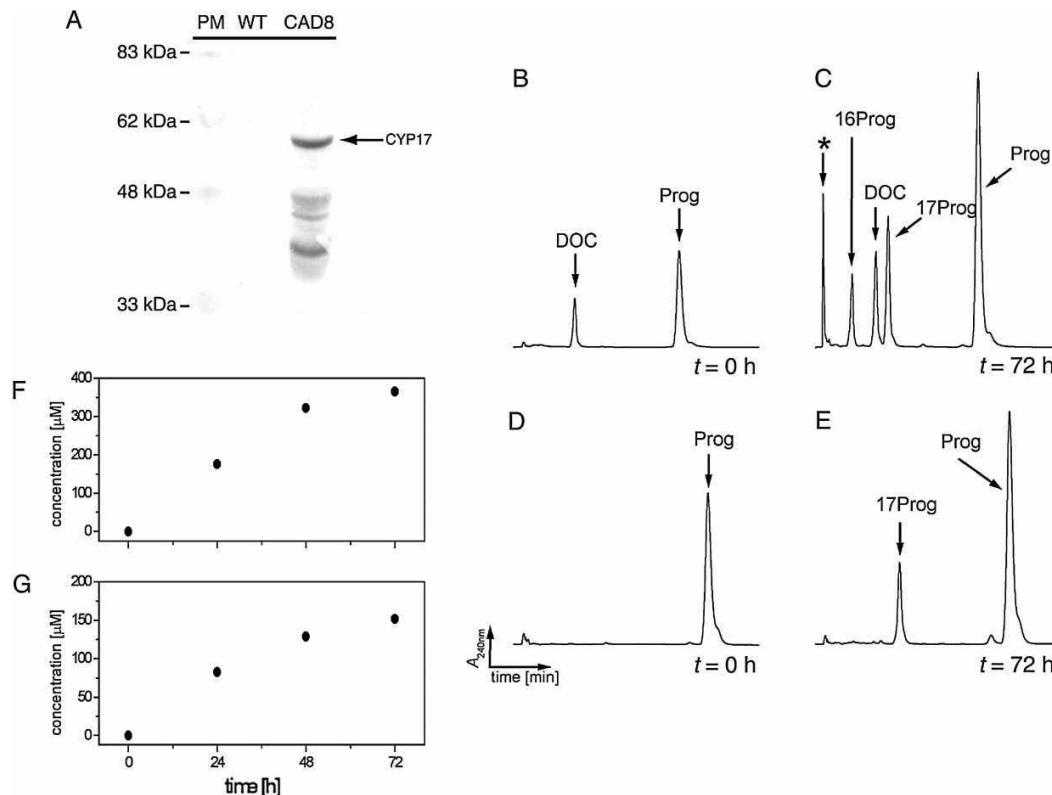 A
PM WT CAD8
83 kDa
62 kDa
48 kDa
33 kDa
CYP17
B
DOC
Prog
t = 0 h
C
*
16Prog
DOC
17Prog
Prog
t = 72 h
D
Prog
t = 0 h
A240nm
time [min]
E
17Prog
Prog
t = 72 h
F
concentration [µM]
400
300
200
100
0
G
concentration [µM]
200
150
100
50
0
0 24 48 72
time [h]